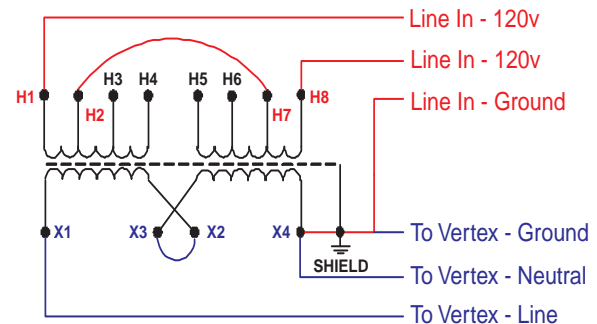 Line In - 120v
Line In - 120v
Line In - Ground
H1
H2
H3
H4
H5
H6
H7
H8
X1
X3
X2
X4
SHIELD
To Vertex - Ground
To Vertex - Neutral
To Vertex - Line